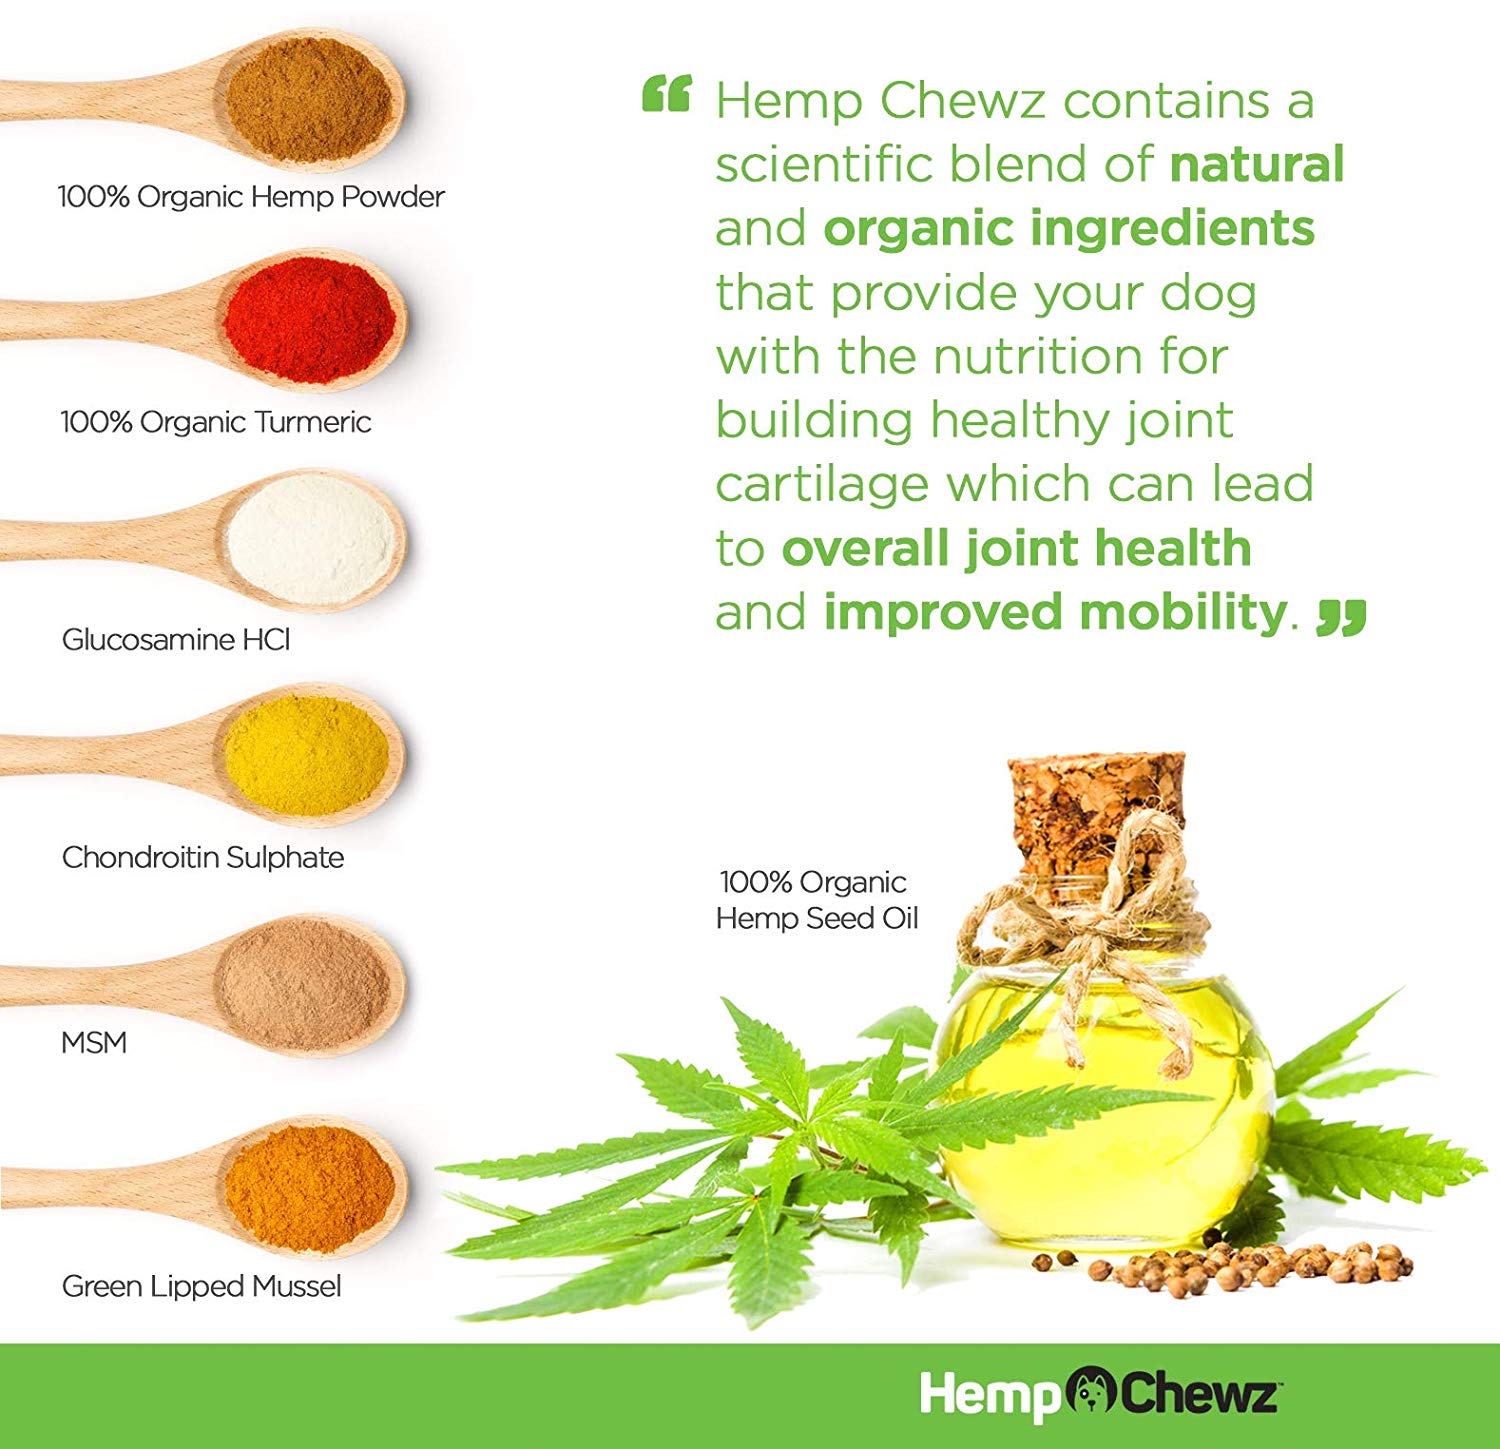 100% Organic Hemp Powder
100% Organic Turmeric
Glucosamine HCl
Chondroitin Sulphate
MSM
Green Lipped Mussel
“ Hemp Chewz contains a
scientific blend of natural
and organic ingredients
that provide your dog
with the nutrition for
building healthy joint
cartilage which can lead
to overall joint health
and improved mobility. ”
100% Organic
Hemp Seed Oil
Hemp Chewz™